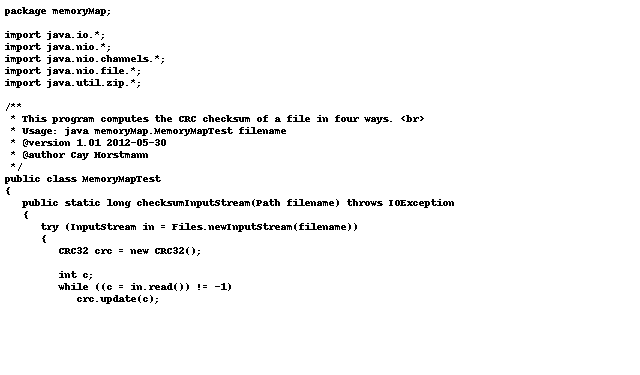 package memoryMap;

import java.io.*;
import java.nio.*;
import java.nio.channels.*;
import java.nio.file.*;
import java.util.zip.*;

/**
 * This program computes the CRC checksum of a file in four ways. <br>
 * Usage: java memoryMap.MemoryMapTest filename
 * @version 1.01 2012-05-30
 * @author Cay Horstmann
 */
public class MemoryMapTest
{
   public static long checksumInputStream(Path filename) throws IOException
   {
      try (InputStream in = Files.newInputStream(filename))
      {
         CRC32 crc = new CRC32();

         int c;
         while ((c = in.read()) != -1)
            crc.update(c);